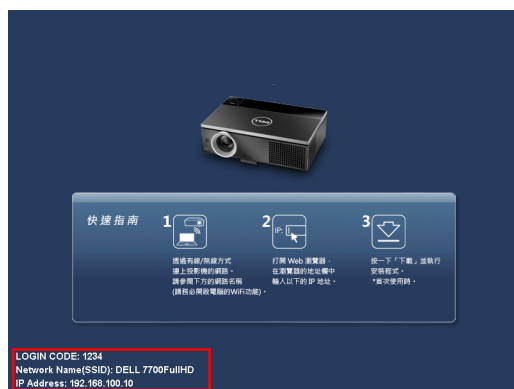 DELL
快速指南
1
透過有線/無線方式
連上投影機的網路。
請參閱下方的網路名稱
(請務必開啟電腦的WiFi功能)。
2
IP:
打開 Web 瀏覽器。
在瀏覽器的地址欄中
輸入以下的 IP 地址。
3
按一下「下載」並執行
安裝程式。
*首次使用時。
LOGIN CODE: 1234
Network Name(SSID): DELL 7700FullHD
IP Address: 192.168.100.10